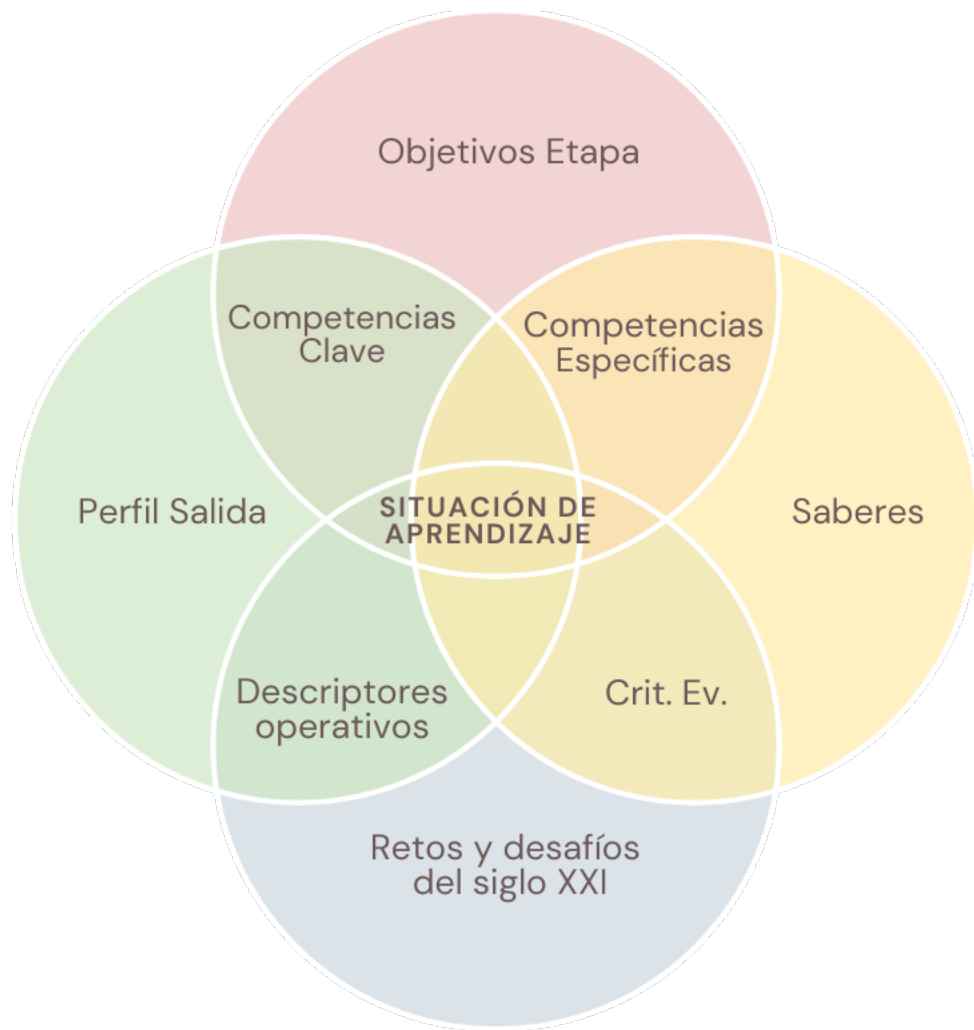 Objetivos Etapa
Competencias
Clave
Competencias
Específicas
Perfil Salida
SITUACIÓN DE
APRENDIZAJE
Saberes
Descriptores
operativos
Crit. Ev.
Retos y desafíos
del siglo XXI